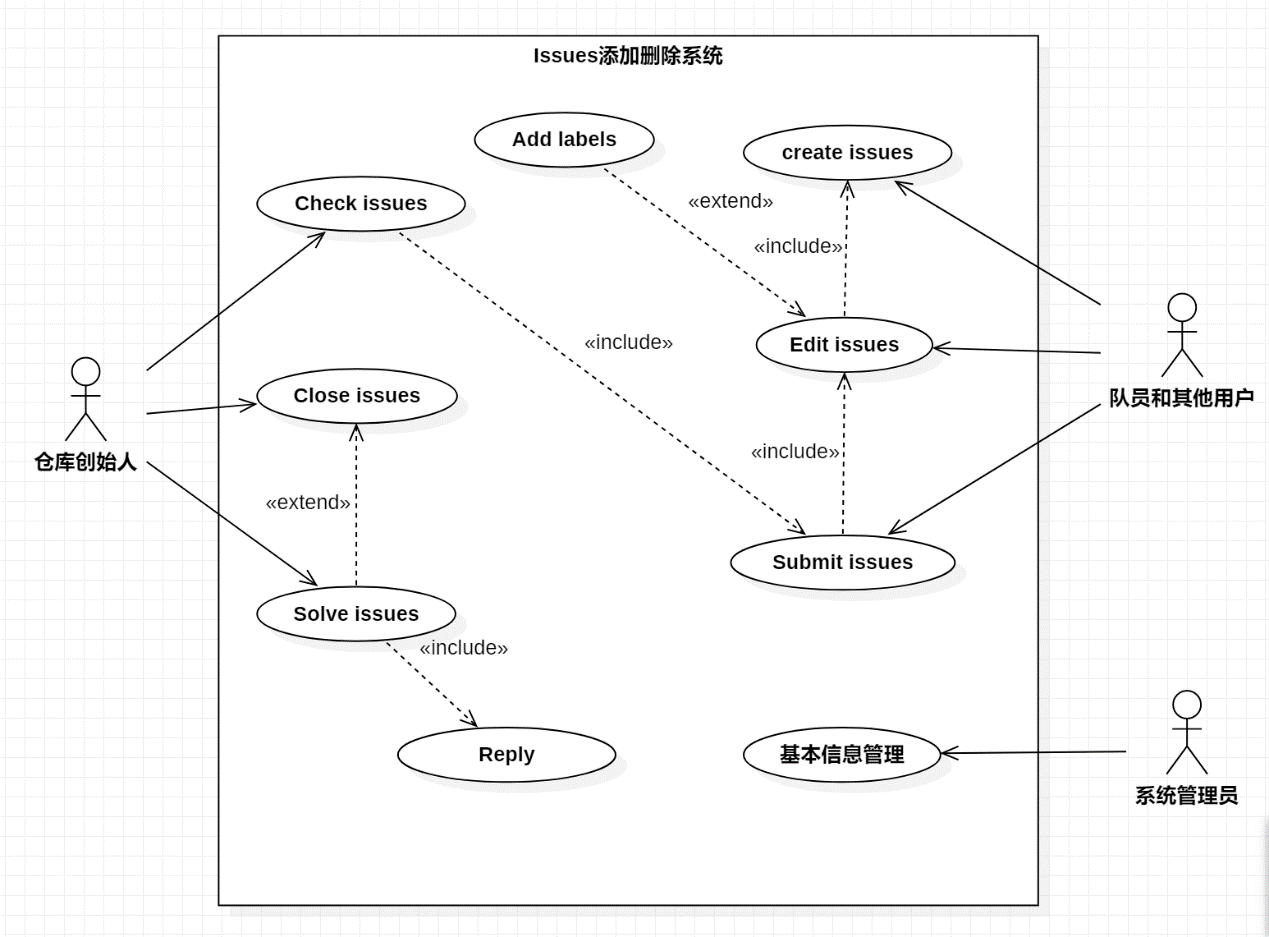 Issues添加删除系统
Add labels
create issues
Check issues
«extend»
«include»
«include»
Edit issues
Close issues
队员和其他用户
仓库创始人
«include»
«extend»
Submit issues
Solve issues
«include»
Reply
基本信息管理
系统管理员